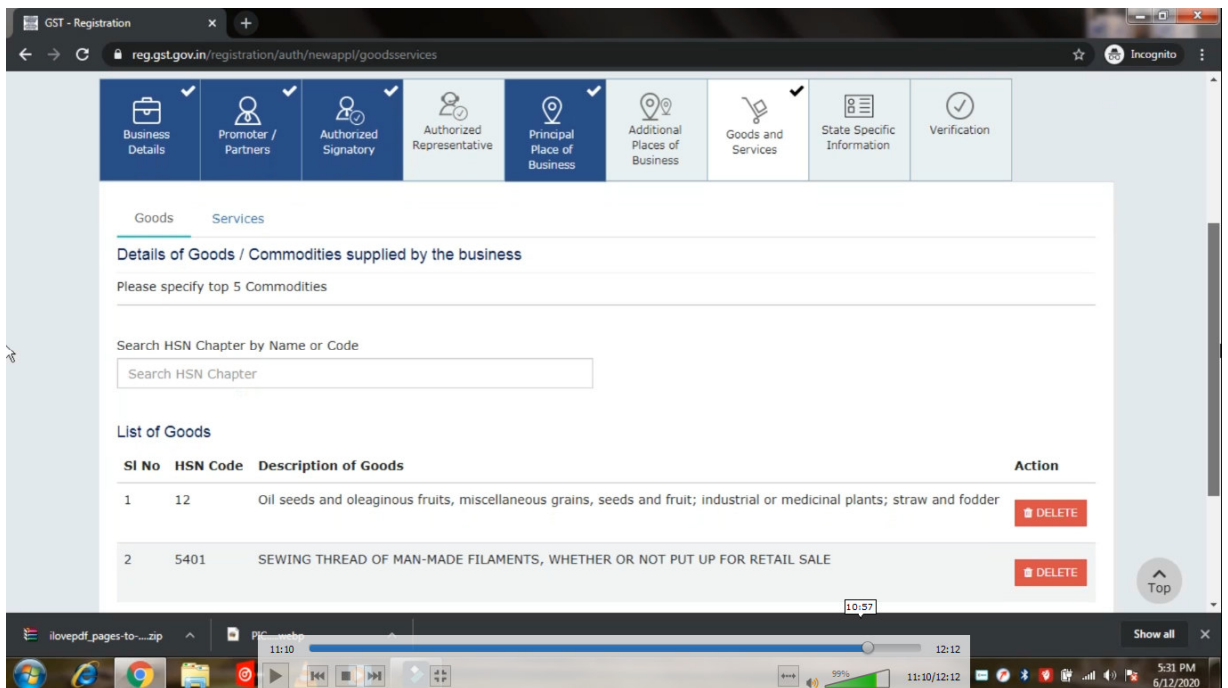 GST - Registration
reg.gst.gov.in/registration/auth/newappl/goodsservices
Incognito
Business
Details
Promoter /
Partners
Authorized
Signatory
Authorized
Representative
Principal
Place of
Business
Additional
Places of
Business
Goods and
Services
State Specific
Information
Verification
Goods
Services
Details of Goods / Commodities supplied by the business
Please specify top 5 Commodities
Search HSN Chapter by Name or Code
Search HSN Chapter
List of Goods
Sl No HSN Code Description of Goods Action
1 12 Oil seeds and oleaginous fruits, miscellaneous grains, seeds and fruit; industrial or medicinal plants; straw and fodder DELETE
2 5401 SEWING THREAD OF MAN-MADE FILAMENTS, WHETHER OR NOT PUT UP FOR RETAIL SALE DELETE
Top
10:57
ilovepdf_pages-to-....zip
Show all
11:10 12:12
99% 11:10/12:12
5:31 PM
6/12/2020